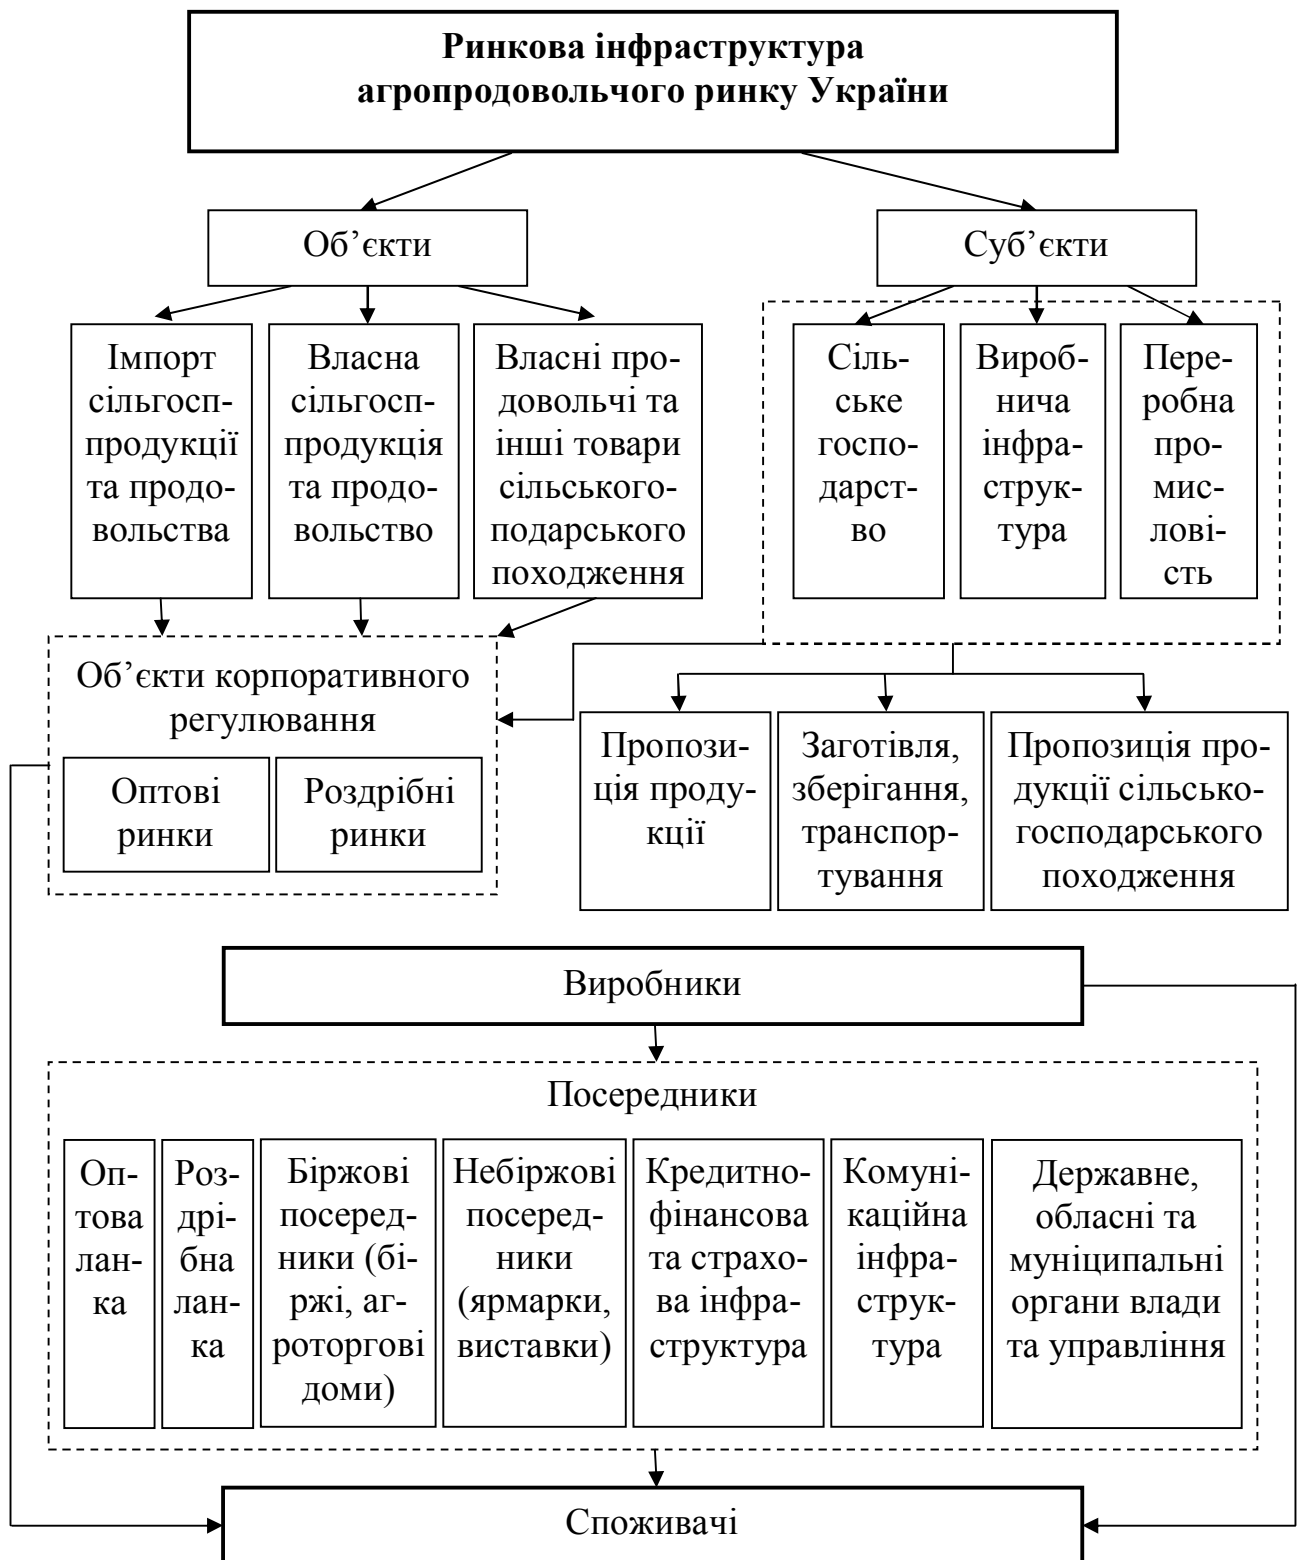 Ринкова інфраструктура
агропродовольчого ринку України
Об’єкти
Суб’єкти
Імпорт
сільгосп-
продукції
та продо-
вольства
Власна
сільгосп-
продукція
та продо-
вольство
Власні про-
довольчі та
інші товари
сільського-
подарського
походження
Сіль-
ське
госпо-
дарст-
во
Вироб-
нича
інфра-
струк-
тура
Пере-
робна
про-
мис-
лові-
сть
Об’єкти корпоративного
регулювання
Оптові
ринки
Роздрібні
ринки
Пропози-
ція проду-
кції
Заготівля,
зберігання,
транспор-
тування
Пропозиція про-
дукції сільсько-
господарського
походження
Виробники
Посередники
Оп-
това
лан-
ка
Роз-
дрі-
бна
лан-
ка
Біржові
посеред-
ники (бі-
ржі, аг-
роторгові
доми)
Небіржові
посеред-
ники
(ярмарки,
виставки)
Кредитно-
фінансова
та страхо-
ва інфра-
структура
Комуні-
каційна
інфра-
струк-
тура
Державне,
обласні та
муніципальні
органи влади
та управління
Споживачі